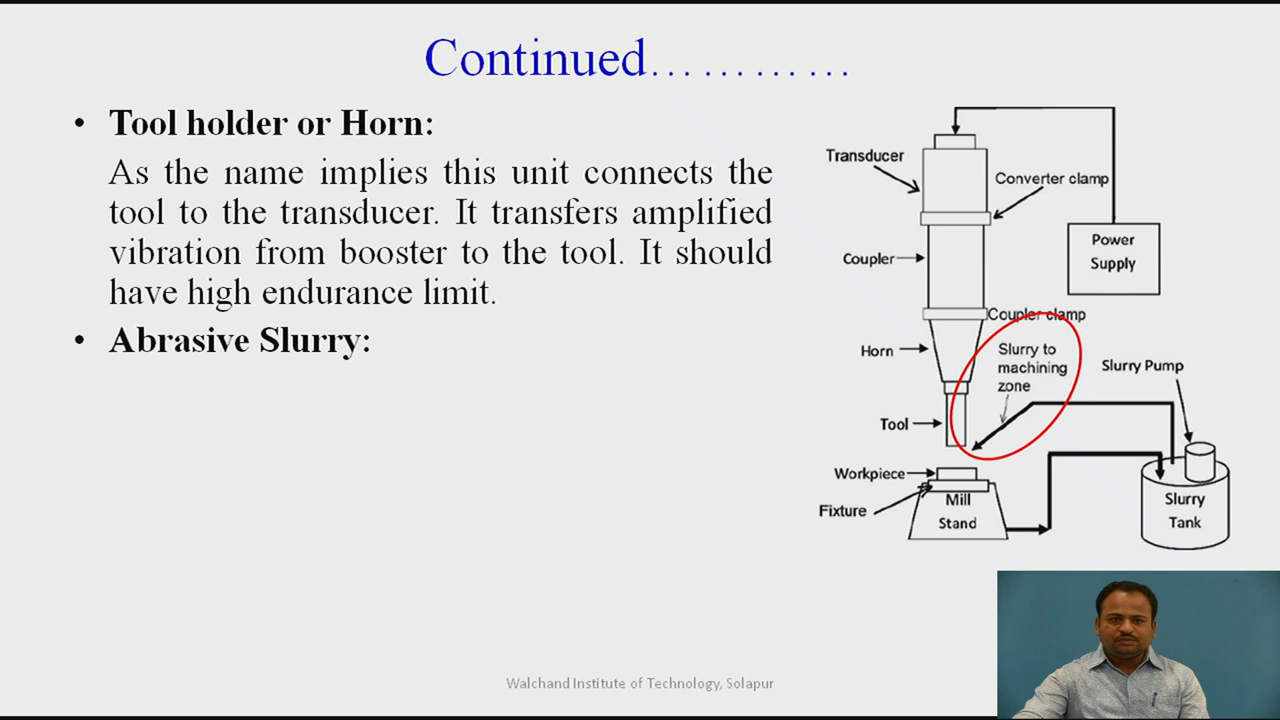 Continued............
• Tool holder or Horn:
As the name implies this unit connects the
tool to the transducer. It transfers amplified
vibration from booster to the tool. It should
have high endurance limit.
• Abrasive Slurry:
Transducer
Converter clamp
Power
Supply
Coupler
Coupler clamp
Horn
Slurry to
machining
zone
Slurry Pump
Tool
Workpiece
Fixture
Mill
Stand
Slurry
Tank
Walchand Institute of Technology, Solapur